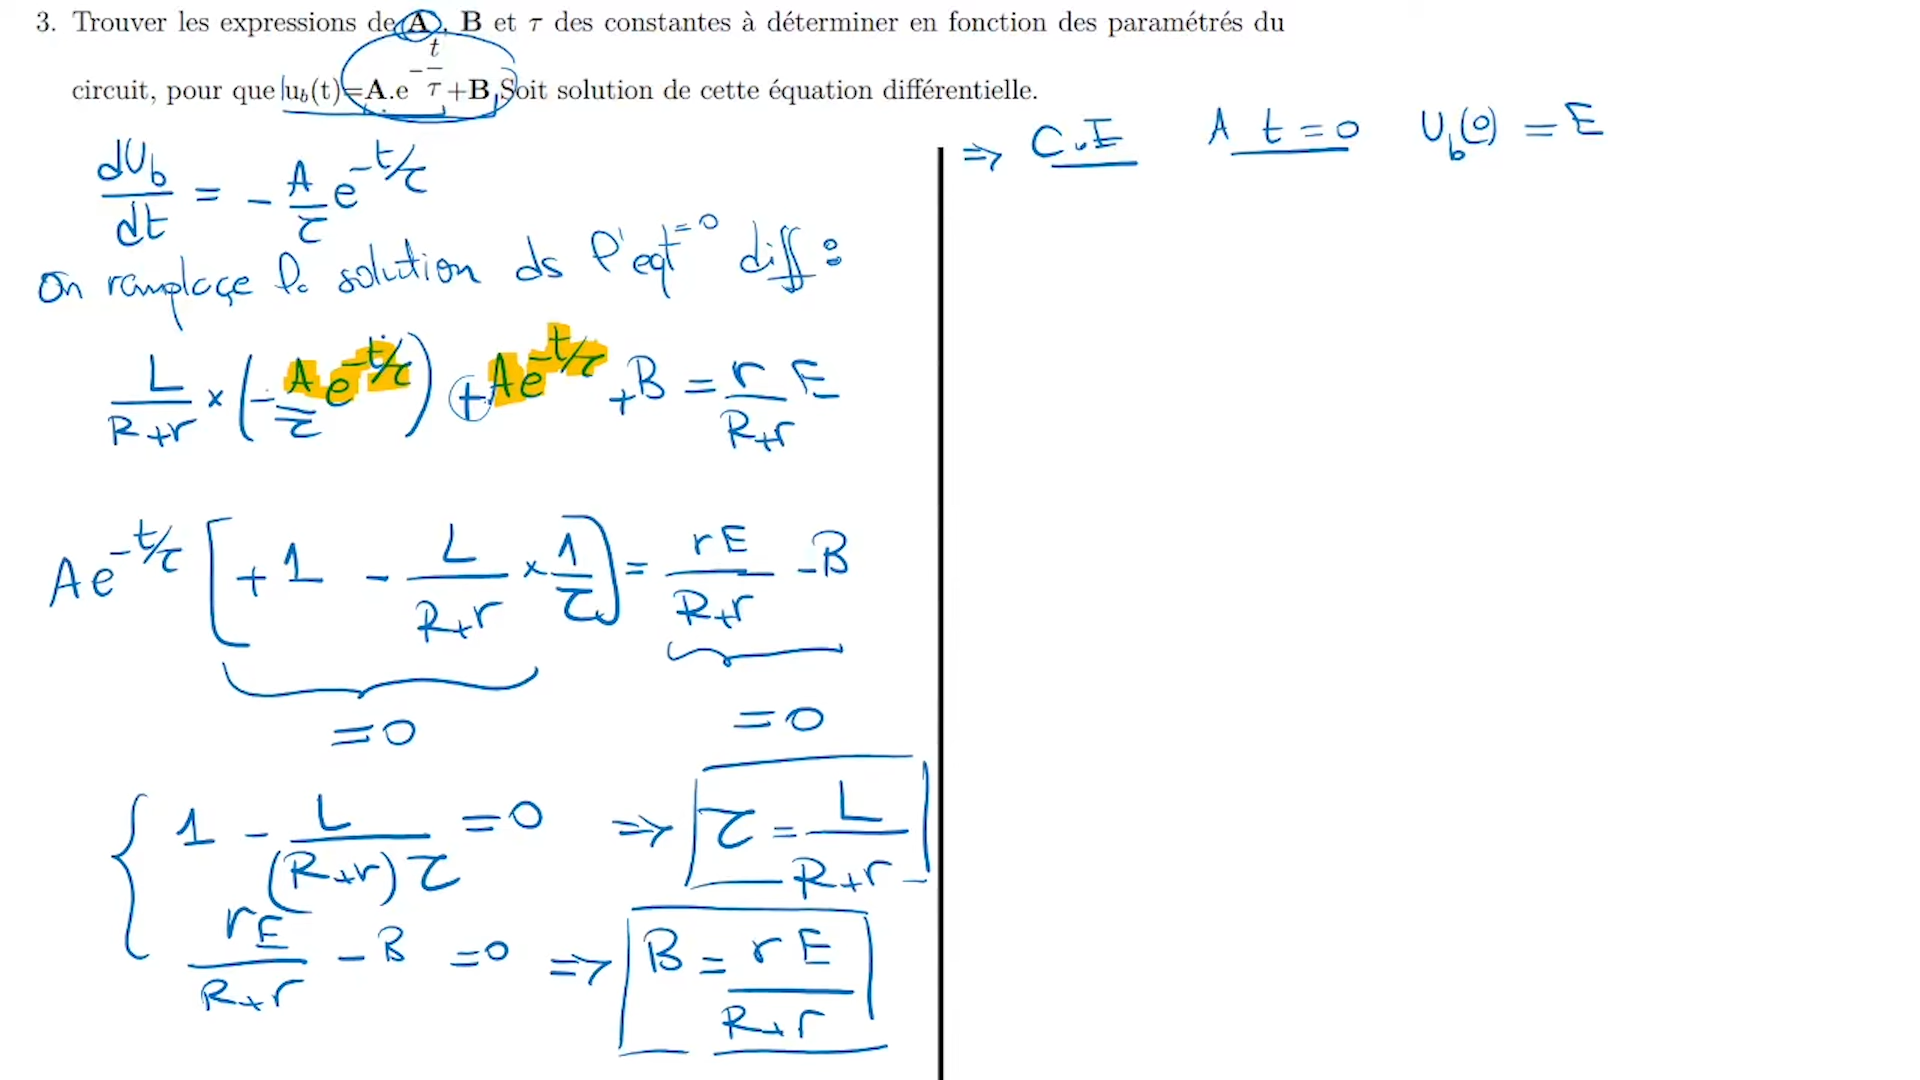 3. Trouver les expressions de A, B et τ des constantes à déterminer en fonction des paramétrés du
circuit, pour que u_b(t)=A.e^{-t/τ}+B,Soit solution de cette équation différentielle.
dU_b/dt = - A/τ e^{-t/τ}
On ramplaçe la solution ds l'eqt° diff :
L/(R+r) × (- A/τ e^{-t/τ}) + Ae^{-t/τ} + B = r/(R+r) E
Ae^{-t/τ} [+1 - L/(R+r) × 1/τ] = rE/(R+r) - B
=0 =0
{ 1 - L/((R+r)τ) =0 ⇒ τ = L/(R+r)
rE/(R+r) - B =0 ⇒ B = rE/(R+r)
⇒ C.I A t=0 U_b(0) = E